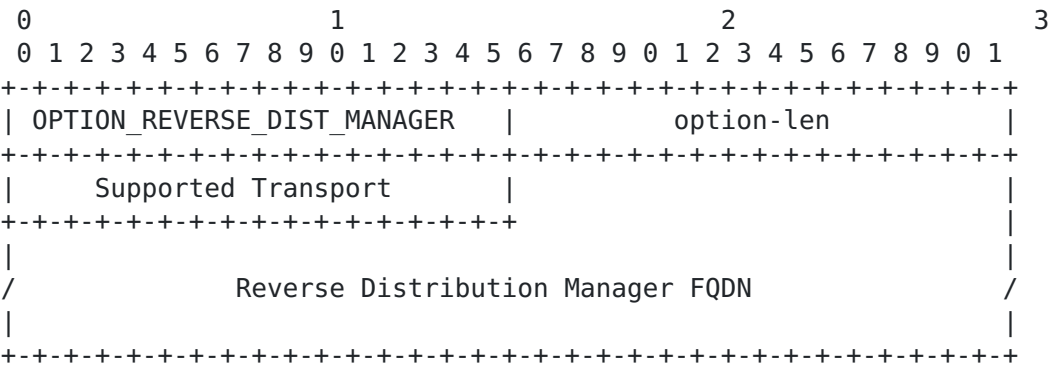 0                   1                   2                   3
 0 1 2 3 4 5 6 7 8 9 0 1 2 3 4 5 6 7 8 9 0 1 2 3 4 5 6 7 8 9 0 1
+-+-+-+-+-+-+-+-+-+-+-+-+-+-+-+-+-+-+-+-+-+-+-+-+-+-+-+-+-+-+-+-+
| OPTION_REVERSE_DIST_MANAGER   |          option-len           |
+-+-+-+-+-+-+-+-+-+-+-+-+-+-+-+-+-+-+-+-+-+-+-+-+-+-+-+-+-+-+-+-+
|     Supported Transport       |                               |
+-+-+-+-+-+-+-+-+-+-+-+-+-+-+-+-+                               |
|                                                               |
/              Reverse Distribution Manager FQDN                /
|                                                               |
+-+-+-+-+-+-+-+-+-+-+-+-+-+-+-+-+-+-+-+-+-+-+-+-+-+-+-+-+-+-+-+-+